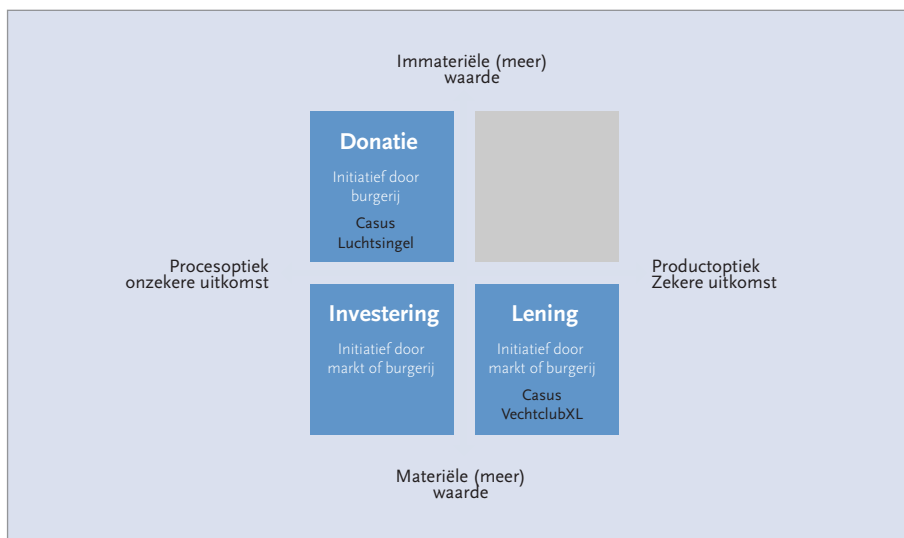 Immateriële (meer)
waarde
Donatie
Initiatief door
burgerij
Casus
Luchtsingel
Procesoptiek
onzekere uitkomst
Productoptiek
Zekere uitkomst
Investering
Initiatief door
markt of burgerij
Lening
Initiatief door
markt of burgerij
Casus
VechtclubXL
Materiële (meer)
waarde